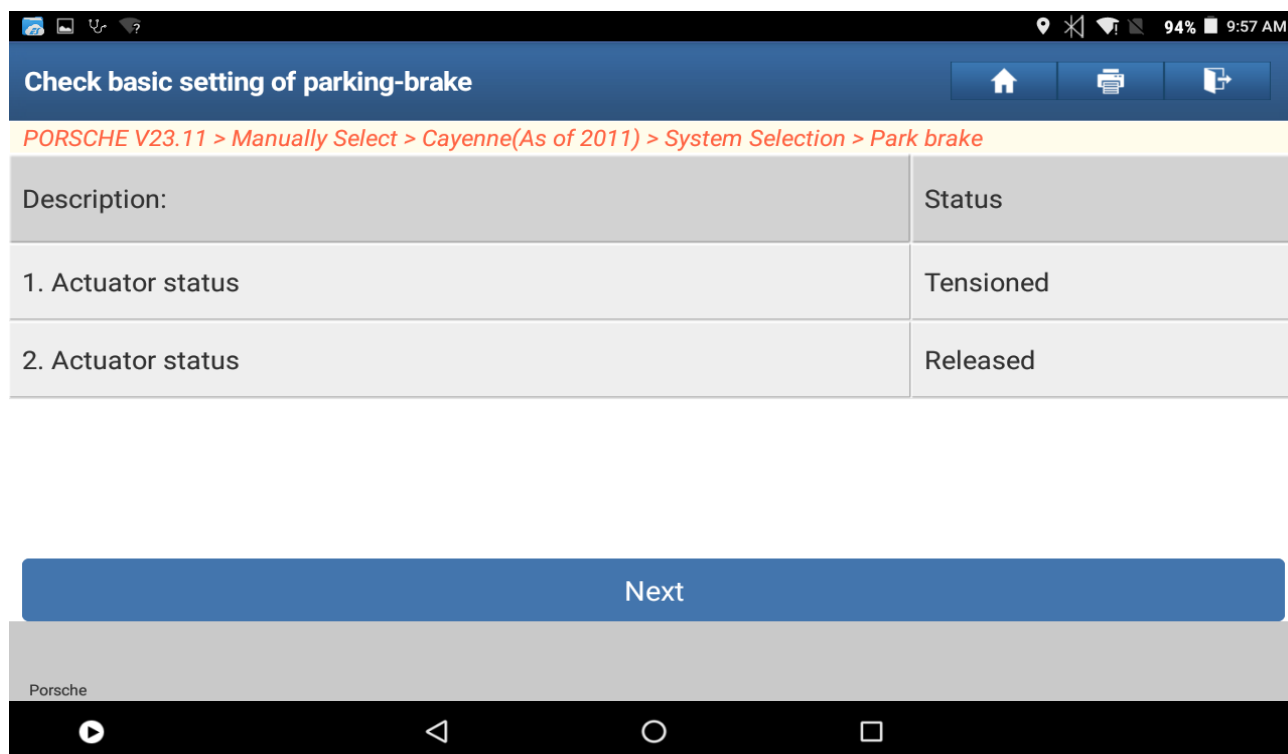 94% 9:57 AM
Check basic setting of parking-brake
PORSCHE V23.11 > Manually Select > Cayenne(As of 2011) > System Selection > Park brake
Description: Status
1. Actuator status Tensioned
2. Actuator status Released
Next
Porsche